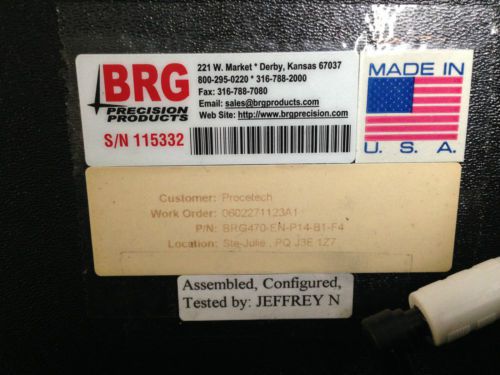 BRG
PRECISION
PRODUCTS
S/N 115332
221 W. Market * Derby, Kansas 67037
800-295-0220 * 316-788-2000
Fax: 316-788-7080
Email: sales@brgproducts.com
Web Site: http://www.brgprecision.com
MADE IN
U. S. A.
Customer: Procetech
Work Order: 0602271123A1
P/N: BRG470-EN-P14-B1-F4
Location: Ste-Julie, PQ J3E 1Z7
Assembled, Configured,
Tested by: JEFFREY N